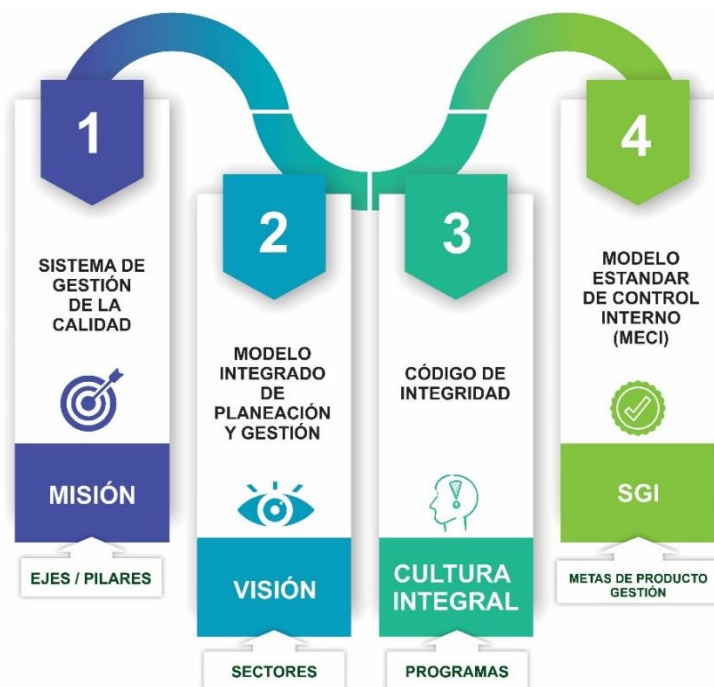 1
SISTEMA DE
GESTIÓN
DE LA
CALIDAD
MISIÓN
EJES / PILARES
2
MODELO
INTEGRADO
DE
PLANEACIÓN
Y GESTIÓN
VISIÓN
SECTORES
3
CÓDIGO DE
INTEGRIDAD
CULTURA
INTEGRAL
PROGRAMAS
4
MODELO
ESTANDAR
DE CONTROL
INTERNO
(MECI)
SGI
METAS DE PRODUCTO
GESTIÓN